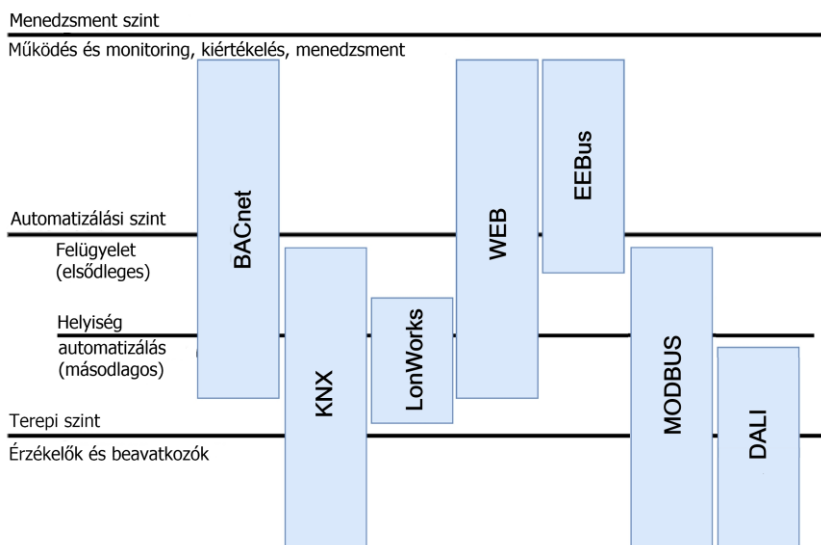 Menedzsment szint
Működés és monitoring, kiértékelés, menedzsment
BACnet
KNX
LonWorks
WEB
EEBus
MODBUS
DALI
Automatizálási szint
Felügyelet
(elsődleges)
Helyiség
automatizálás
(másodlagos)
Terepi szint
Érzékelők és beavatkozók